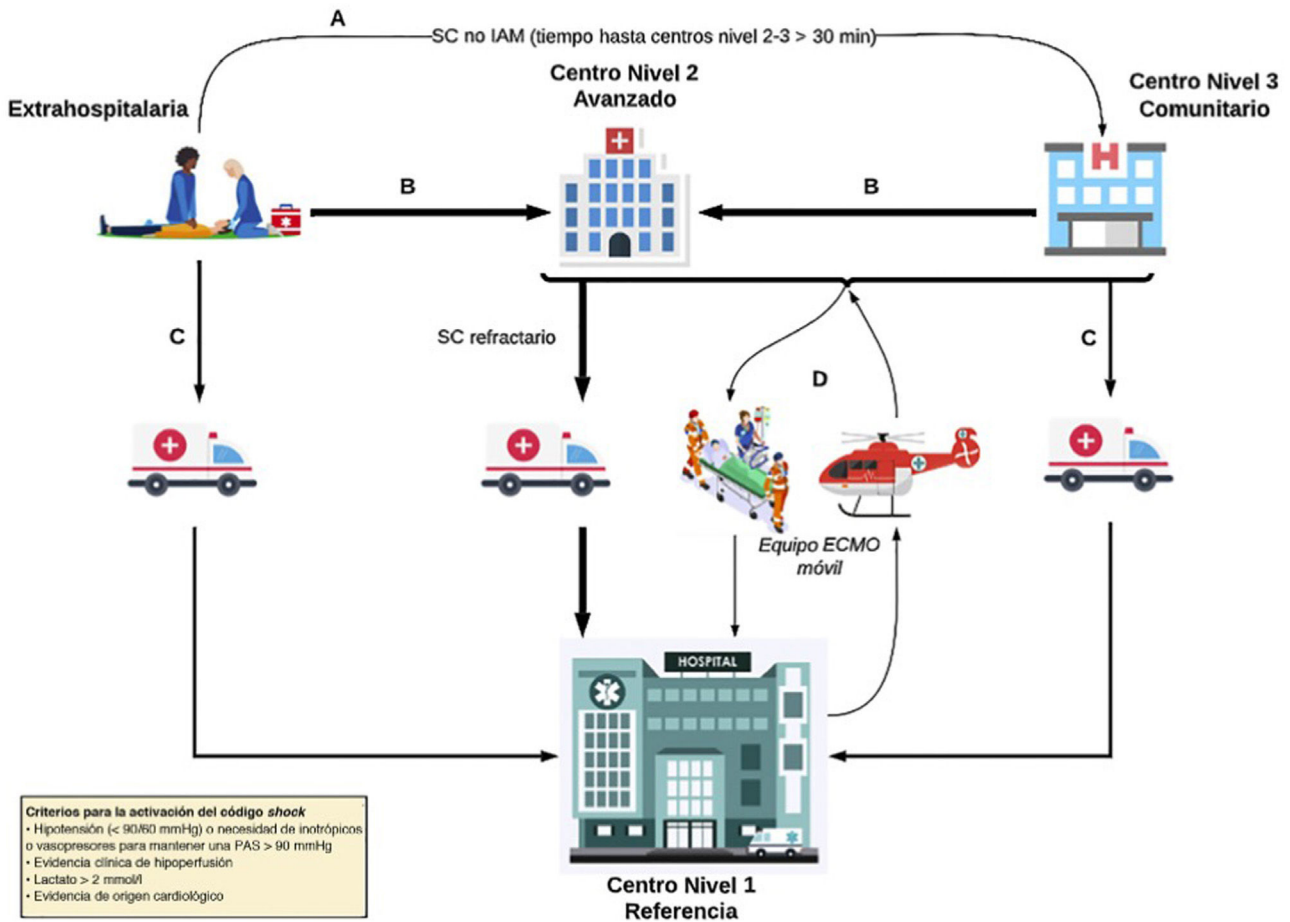 A
SC no IAM (tiempo hasta centros nivel 2-3 > 30 min)
Centro Nivel 2
Avanzado
Centro Nivel 3
Comunitario
Extrahospitalaria
H
B
B
C
SC refractario
D
C
Equipo ECMO
móvil
HOSPITAL
Criterios para la activación del código shock
• Hipotensión (< 90/60 mmHg) o necesidad de inotrópicos
o vasopresores para mantener una PAS > 90 mmHg
• Evidencia clínica de hipoperfusión
• Lactato > 2 mmol/l
• Evidencia de origen cardiológico
Centro Nivel 1
Referencia